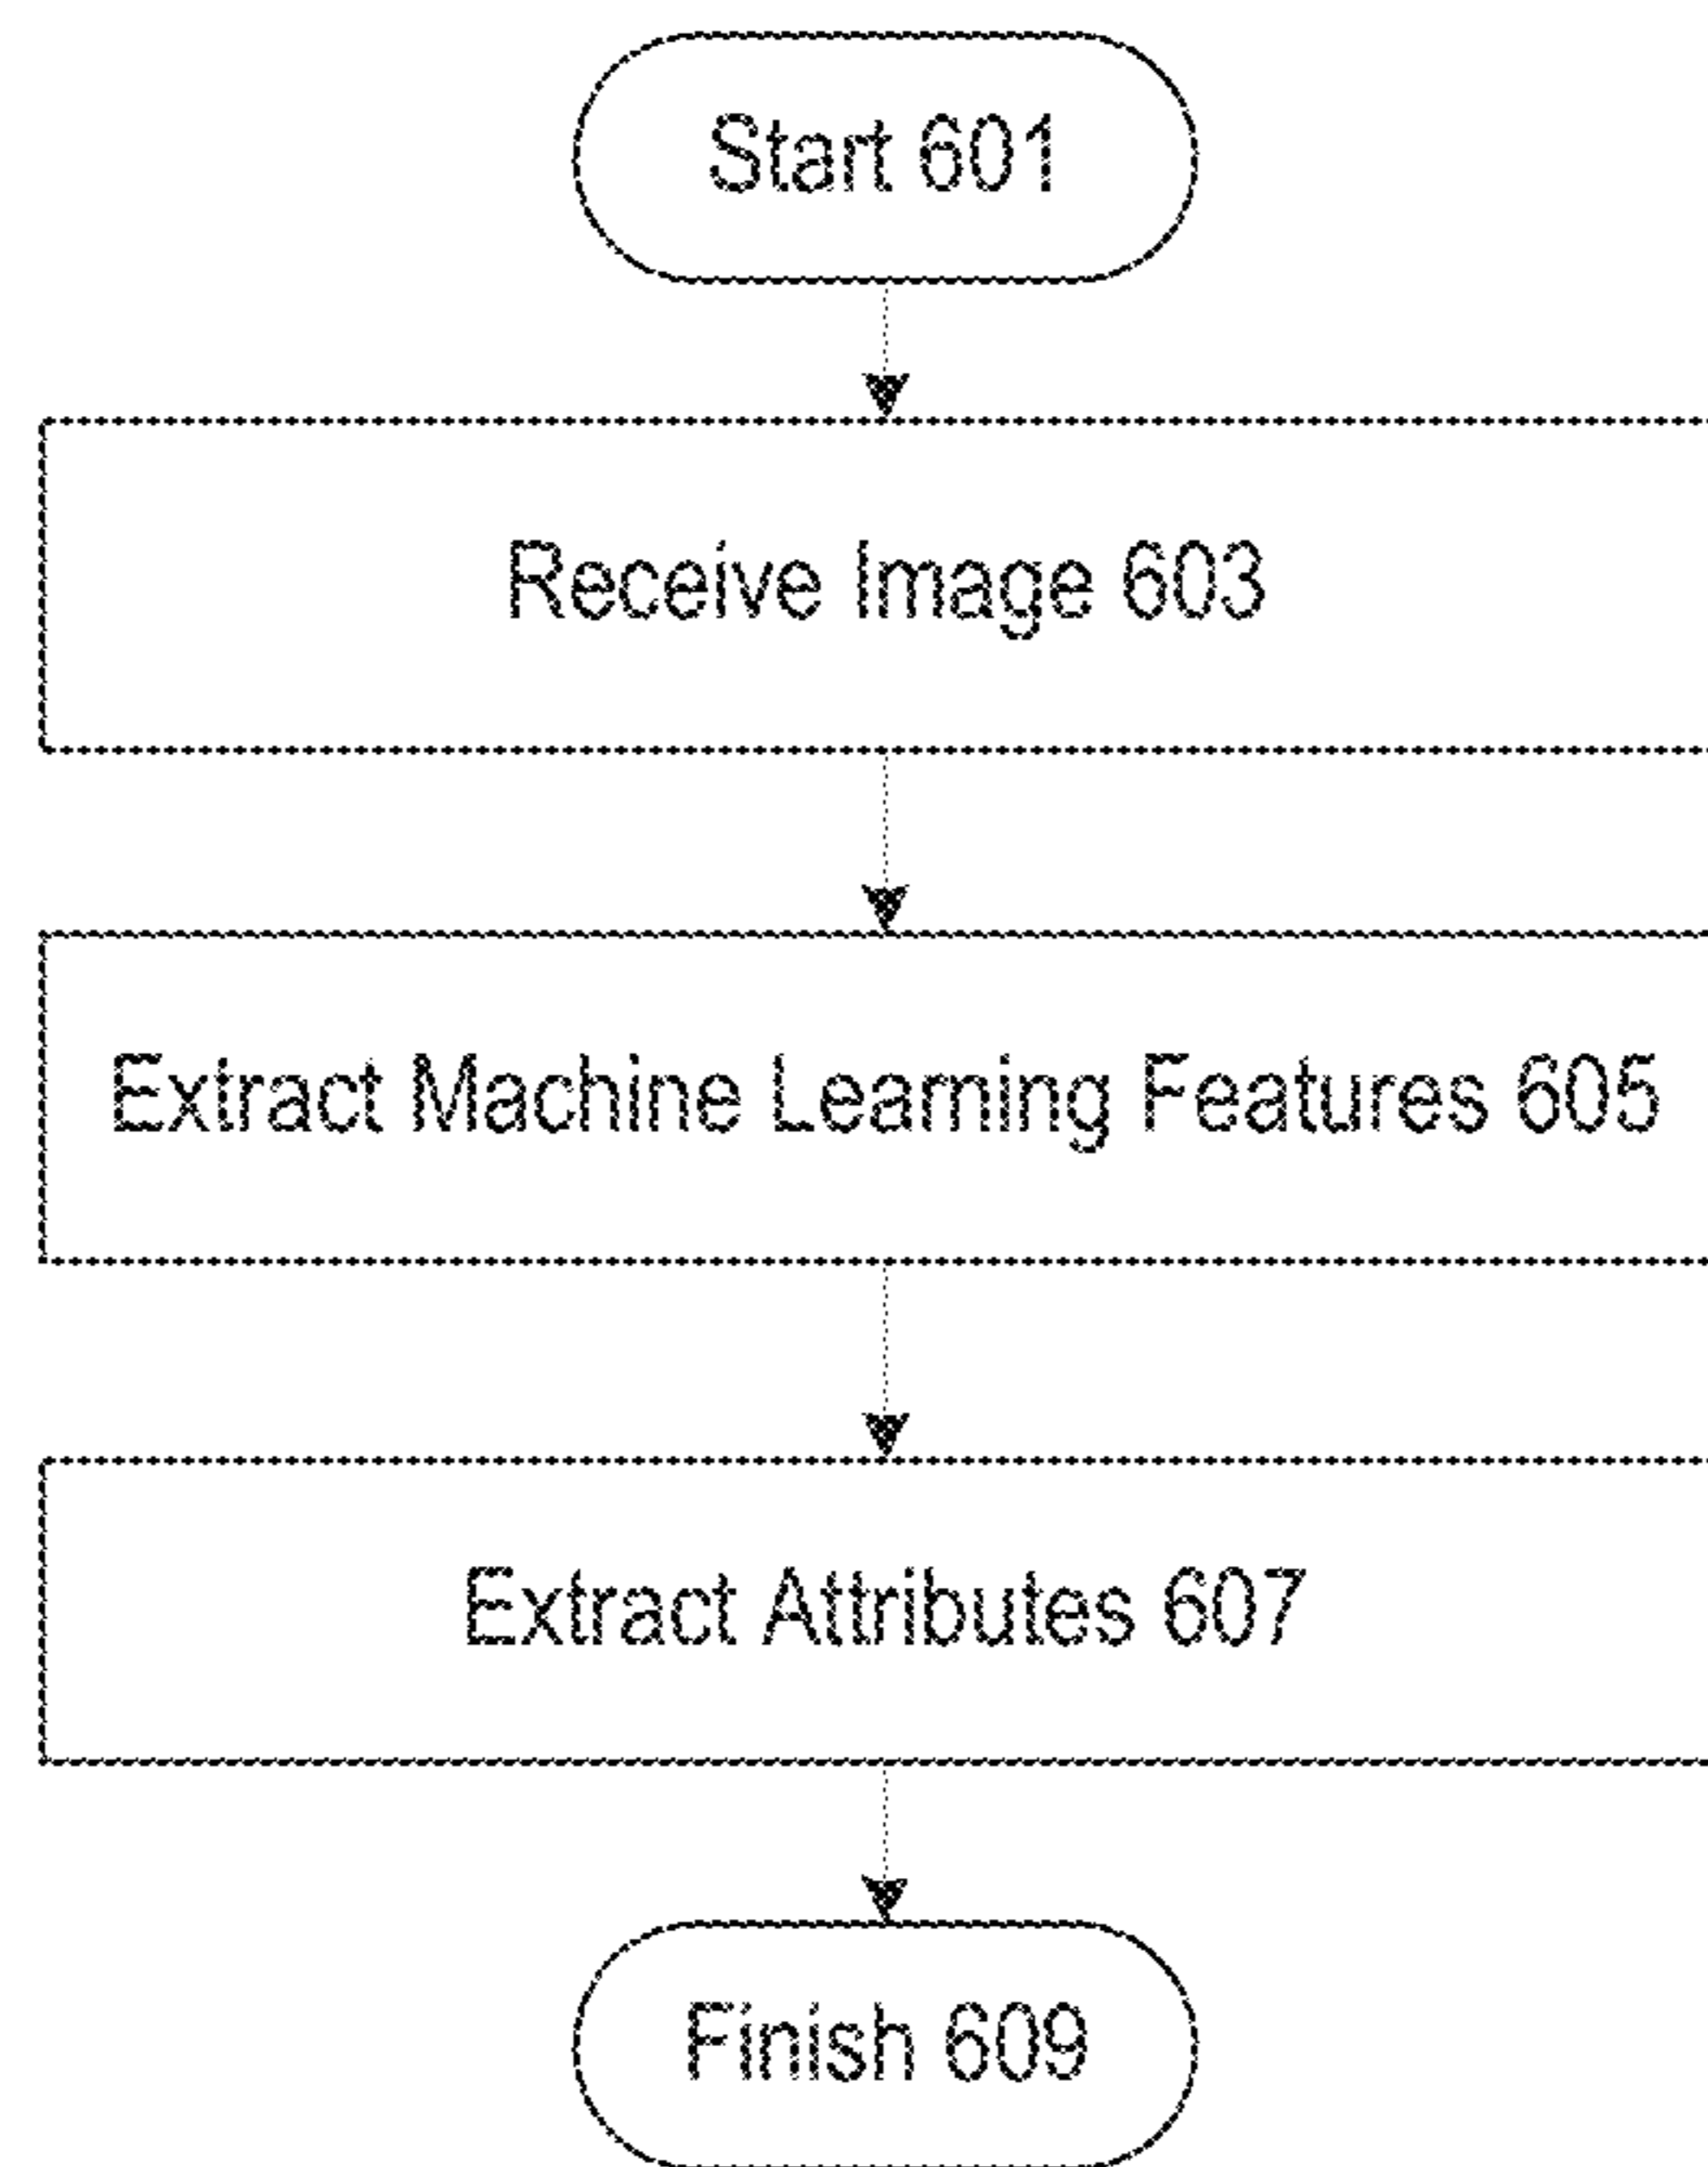 Start 601
Receive Image 603
Extract Machine Learning Features 605
Extract Attributes 607
Finish 609